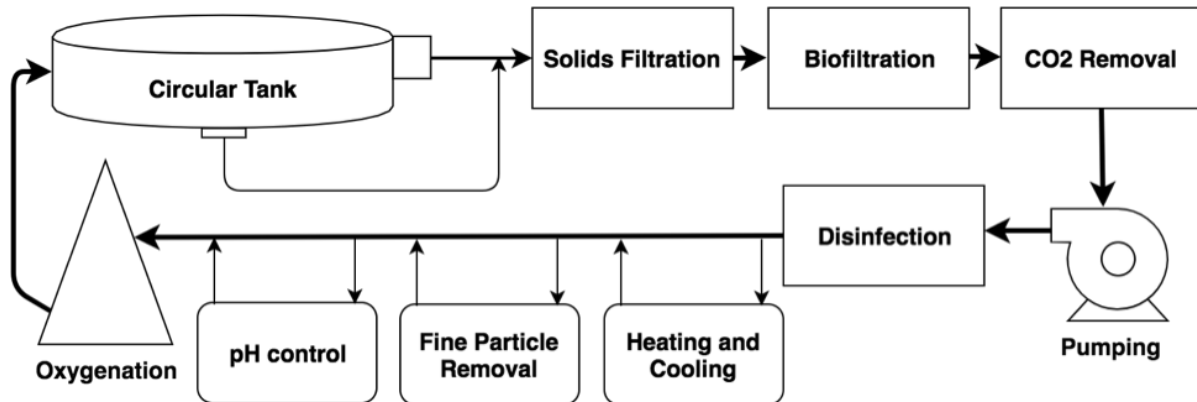 Circular Tank
Solids Filtration
Biofiltration
CO2 Removal
Disinfection
Pumping
Oxygenation
pH control
Fine Particle
Removal
Heating and
Cooling